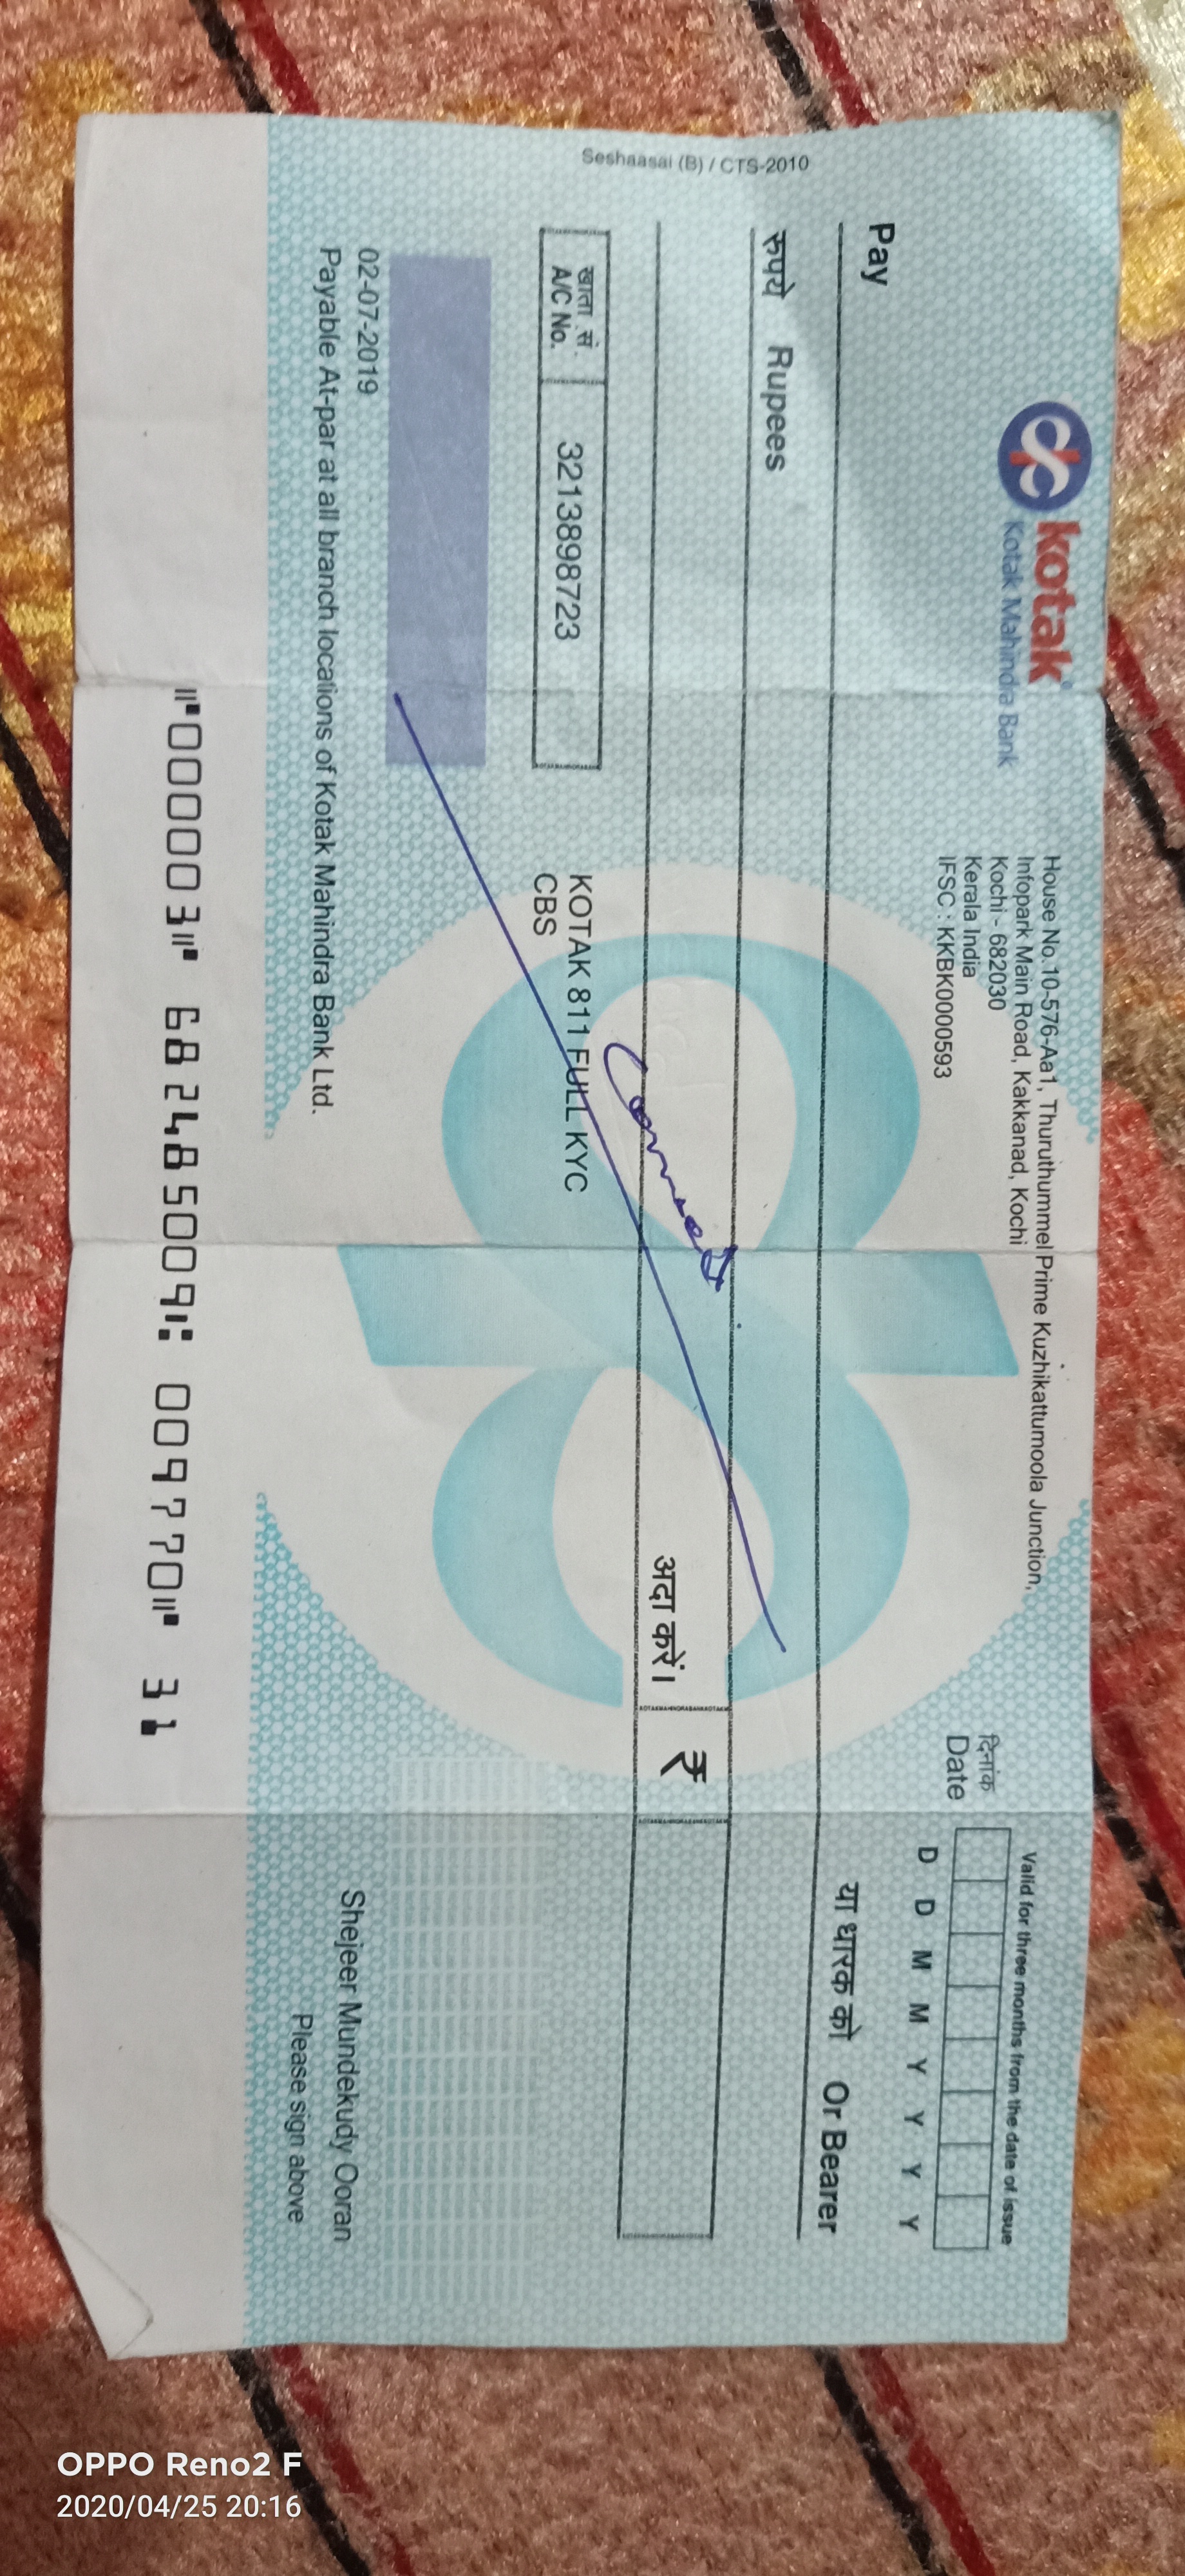 kotak
Kotak Mahindra Bank
House No.10-576-Aa1, Thuruthummel Prime Kuzhikattumoola Junction,
Infopark Main Road, Kakkanad, Kochi
Kochi - 682030
Kerala India
IFSC : KKBK0000593
Valid for three months from the date of issue
दिनांक
Date
D D M M Y Y Y Y
Pay
या धारक को Or Bearer
रुपये Rupees
अदा करें। ₹
खाता सं.
A/C No.
3213898723
KOTAK 811 FULL KYC
CBS
02-07-2019
Payable At-par at all branch locations of Kotak Mahindra Bank Ltd.
Shejeer Mundekudy Ooran
Please sign above
Seshaasai (B) / CTS-2010
⑈000003⑈ 682485009⑆ 009770⑈ 31
OPPO Reno2 F
2020/04/25 20:16